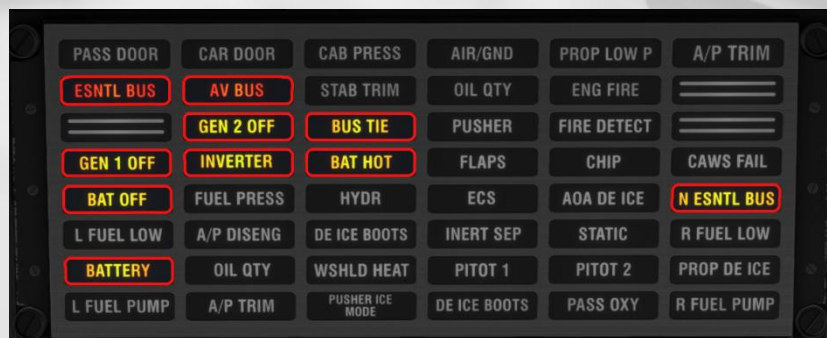 PASS DOOR CAR DOOR CAB PRESS AIR/GND PROP LOW P A/P TRIM
ESNTL BUS AV BUS STAB TRIM OIL QTY ENG FIRE
GEN 2 OFF BUS TIE PUSHER FIRE DETECT
GEN 1 OFF INVERTER BAT HOT FLAPS CHIP CAWS FAIL
BAT OFF FUEL PRESS HYDR ECS AOA DE ICE N ESNTL BUS
L FUEL LOW A/P DISENG DE ICE BOOTS INERT SEP STATIC R FUEL LOW
BATTERY OIL QTY WSHLD HEAT PITOT 1 PITOT 2 PROP DE ICE
L FUEL PUMP A/P TRIM PUSHER ICE MODE DE ICE BOOTS PASS OXY R FUEL PUMP